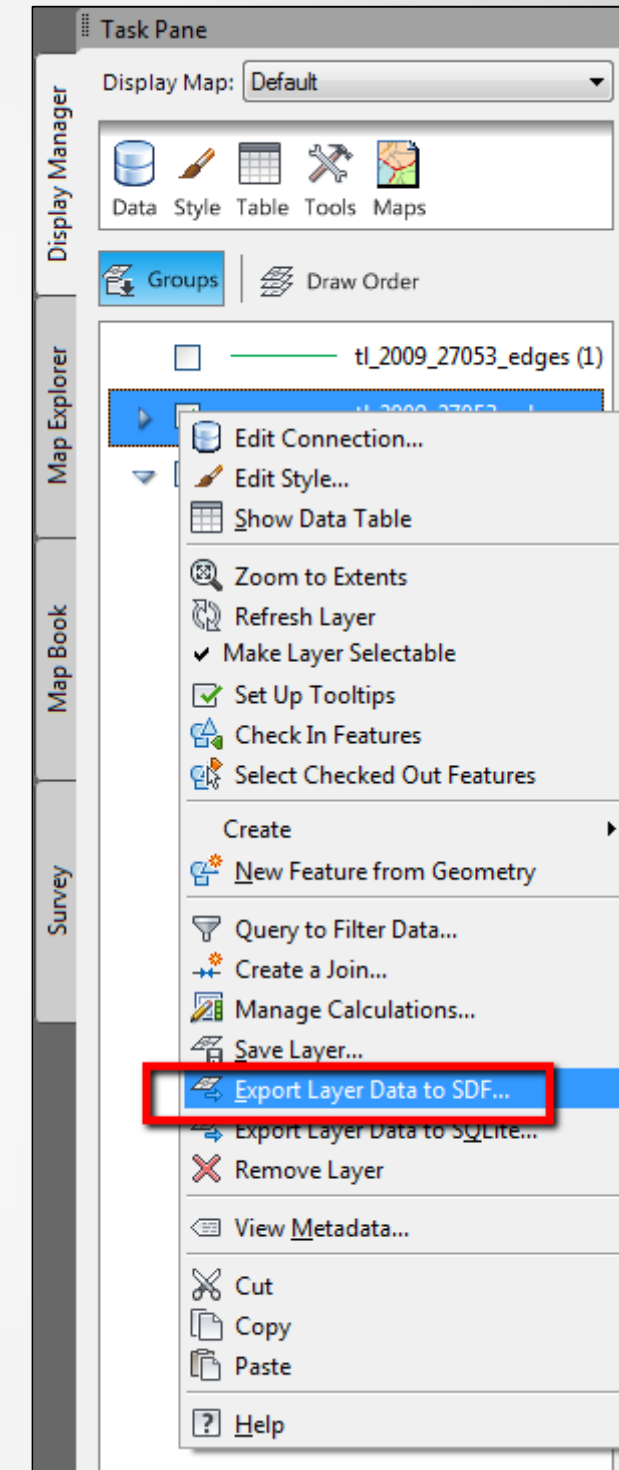 Task Pane
Display Map: Default
Data Style Table Tools Maps
Groups Draw Order
Display Manager
Map Explorer
Map Book
Survey
tl_2009_27053_edges (1)
Edit Connection...
Edit Style...
Show Data Table
Zoom to Extents
Refresh Layer
Make Layer Selectable
Set Up Tooltips
Check In Features
Select Checked Out Features
Create
New Feature from Geometry
Query to Filter Data...
Create a Join...
Manage Calculations...
Save Layer...
Export Layer Data to SDF...
Export Layer Data to SQLite...
Remove Layer
View Metadata...
Cut
Copy
Paste
? Help